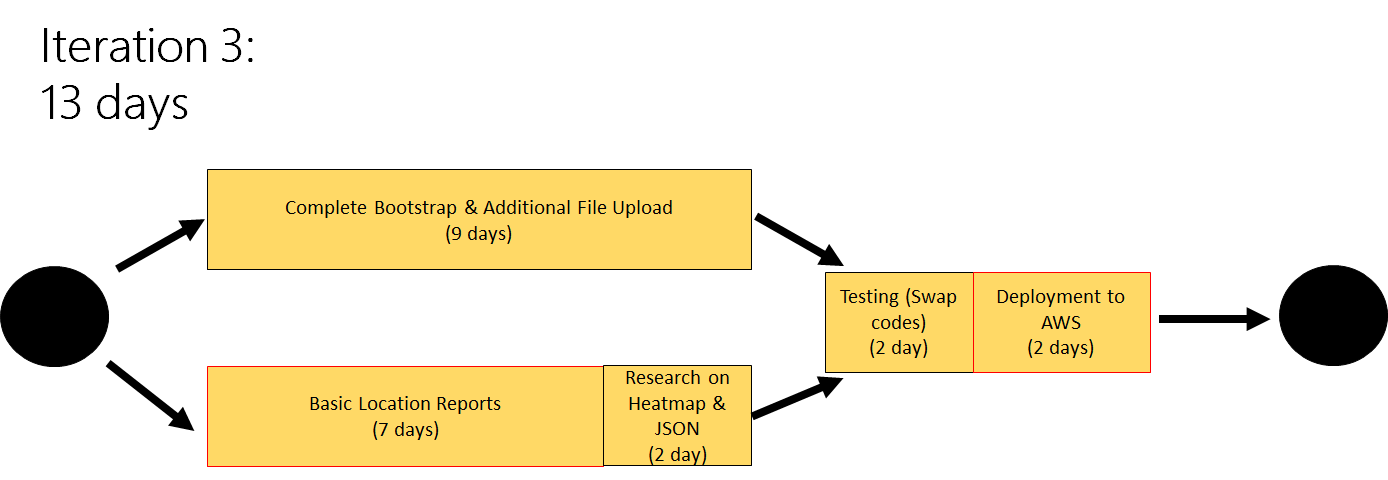 Iteration 3:
13 days
Complete Bootstrap & Additional File Upload
(9 days)
Testing (Swap
codes)
(2 day)
Deployment to
AWS
(2 days)
Basic Location Reports
(7 days)
Research on
Heatmap &
JSON
(2 day)